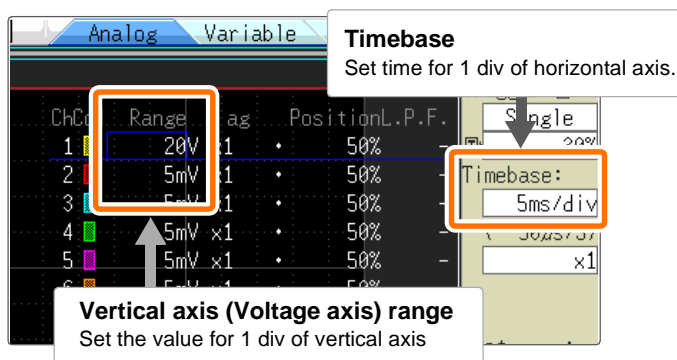 Analog Variable
Timebase
Set time for 1 div of horizontal axis.
Range ag PositionL.P.F.
1 20V x1 • 50% -
2 5mV x1 • 50% -
3 5mV x1 • 50% -
4 5mV x1 • 50% -
5 5mV x1 • 50% -
Single
Timebase:
5ms/div
x1
Vertical axis (Voltage axis) range
Set the value for 1 div of vertical axis